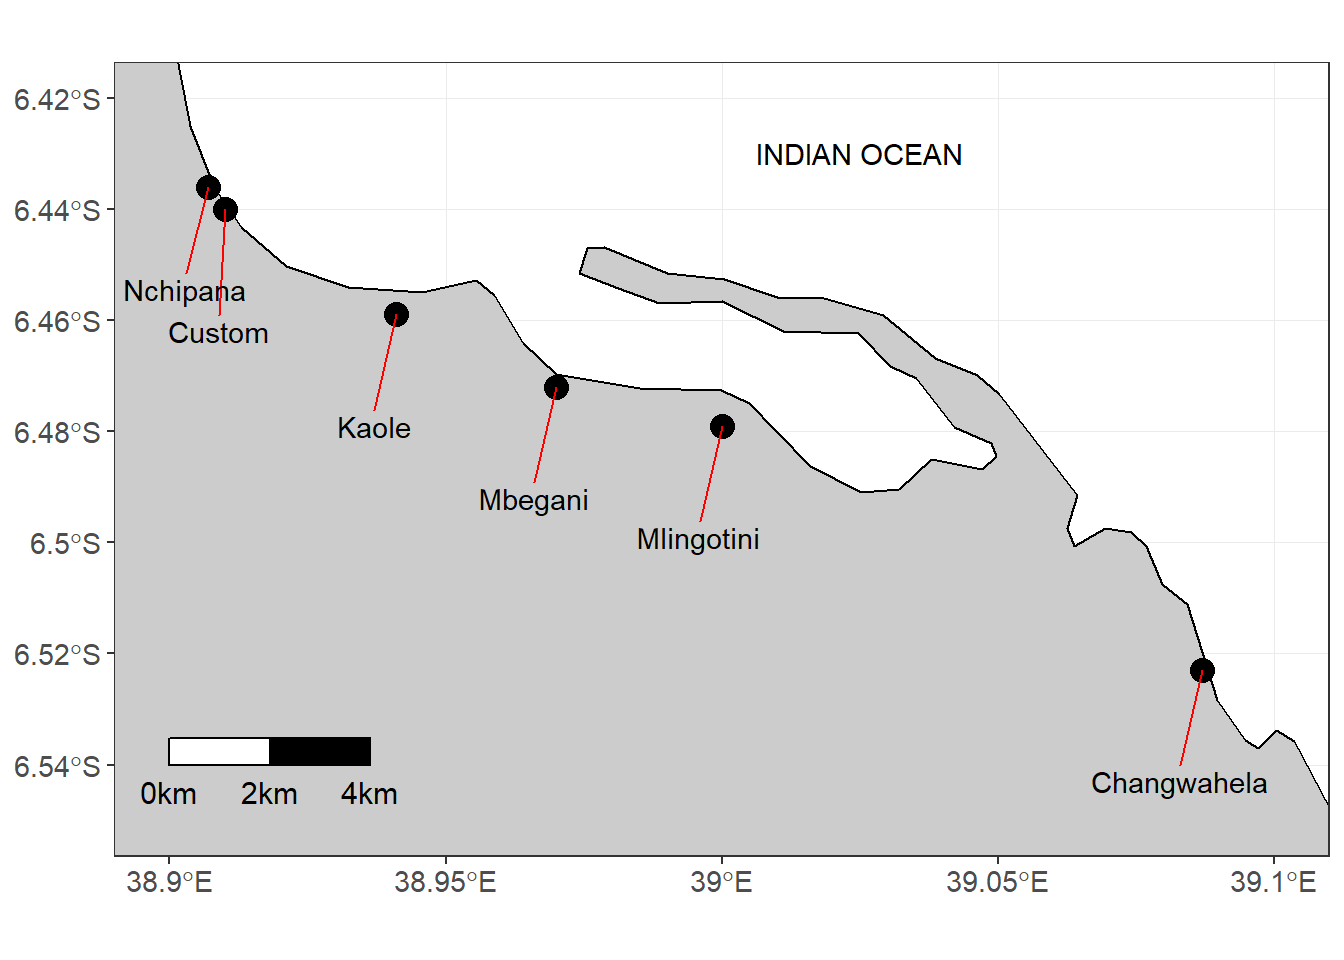 6.42°S
INDIAN OCEAN
6.44°S
Nchipana
6.46°S
Custom
Kaole
6.48°S
Mbegani
Mlingotini
6.5°S
6.52°S
6.54°S
Changwahela
0km 2km 4km
38.9°E 38.95°E 39°E 39.05°E 39.1°E